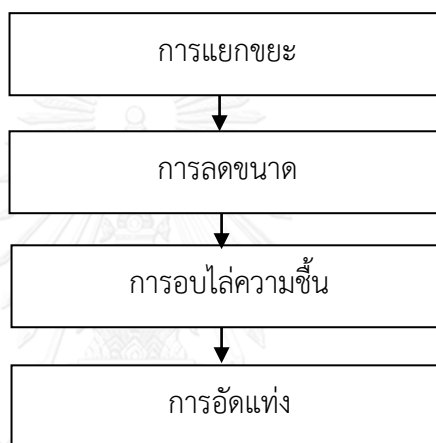 การแยกขยะ
การลดขนาด
การอบไล่ความชื้น
การอัดแท่ง